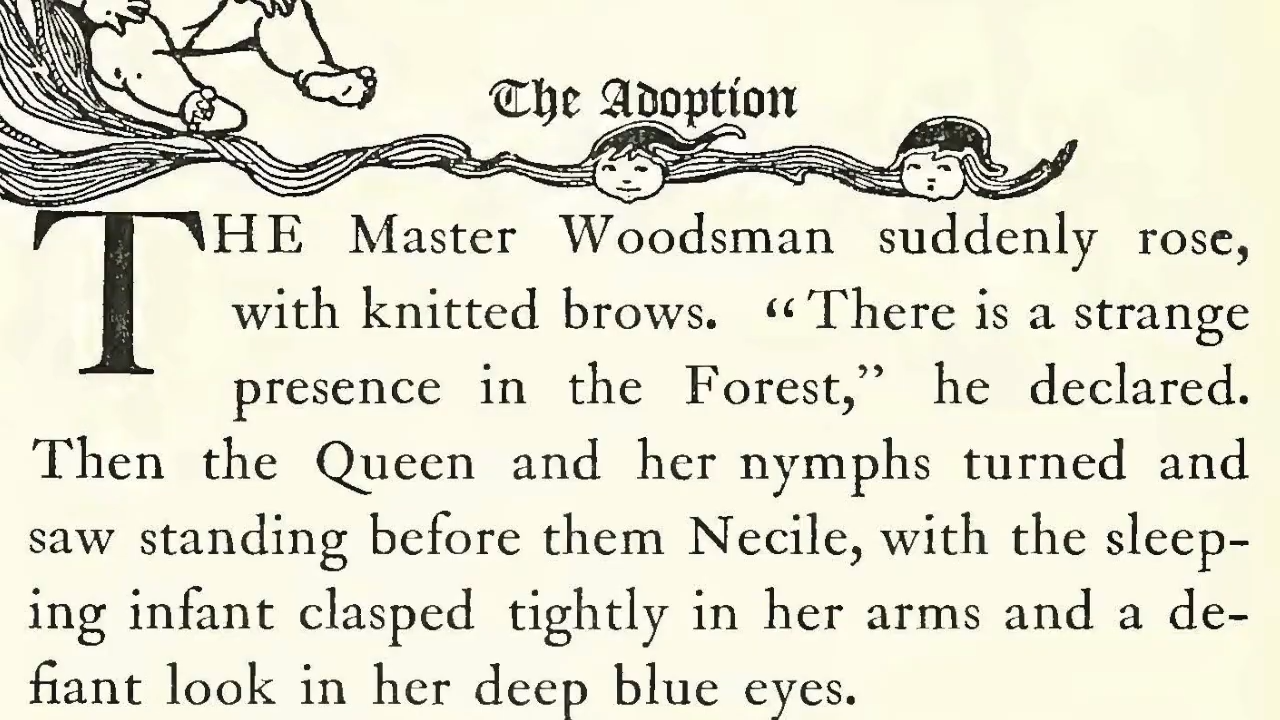 The Adoption
THE Master Woodsman suddenly rose,
with knitted brows. “There is a strange
presence in the Forest,” he declared.
Then the Queen and her nymphs turned and
saw standing before them Necile, with the sleep-
ing infant clasped tightly in her arms and a de-
fiant look in her deep blue eyes.